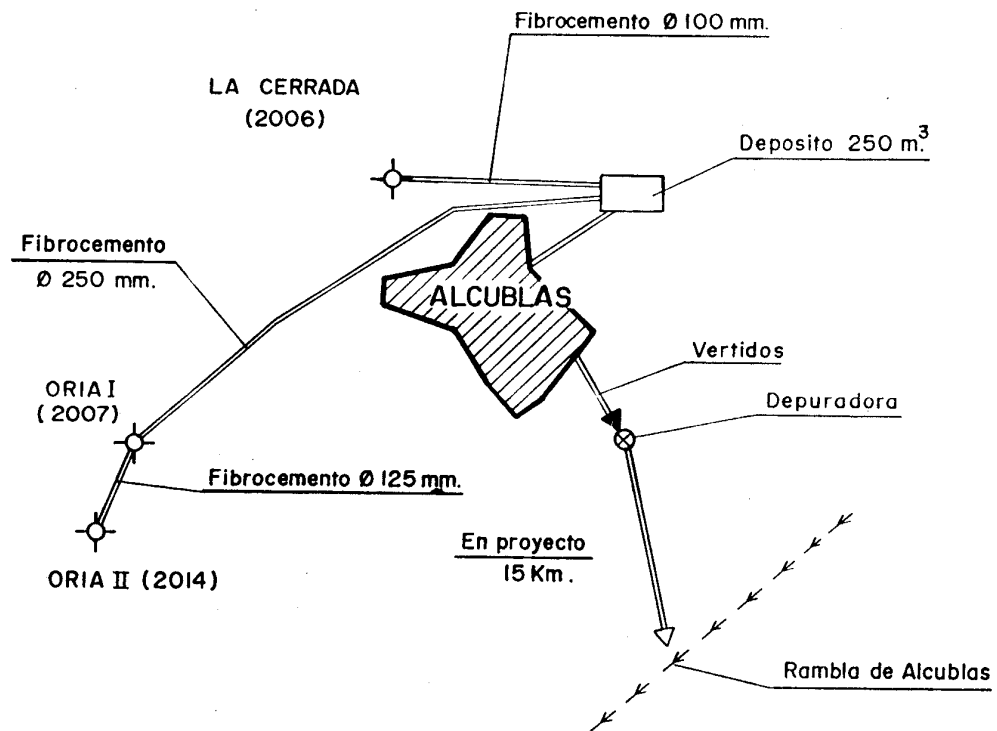 Fibrocemento Ø 100 mm.
LA CERRADA
(2006)
Deposito 250 m.³
Fibrocemento
Ø 250 mm.
ALCUBLAS
Vertidos
ORIA I
(2007)
Depuradora
Fibrocemento Ø 125 mm.
En proyecto
15 Km.
ORIA II (2014)
Rambla de Alcublas